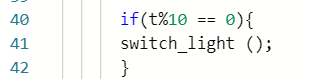 40 if(t%10 == 0){
41 switch_light ();
42 }